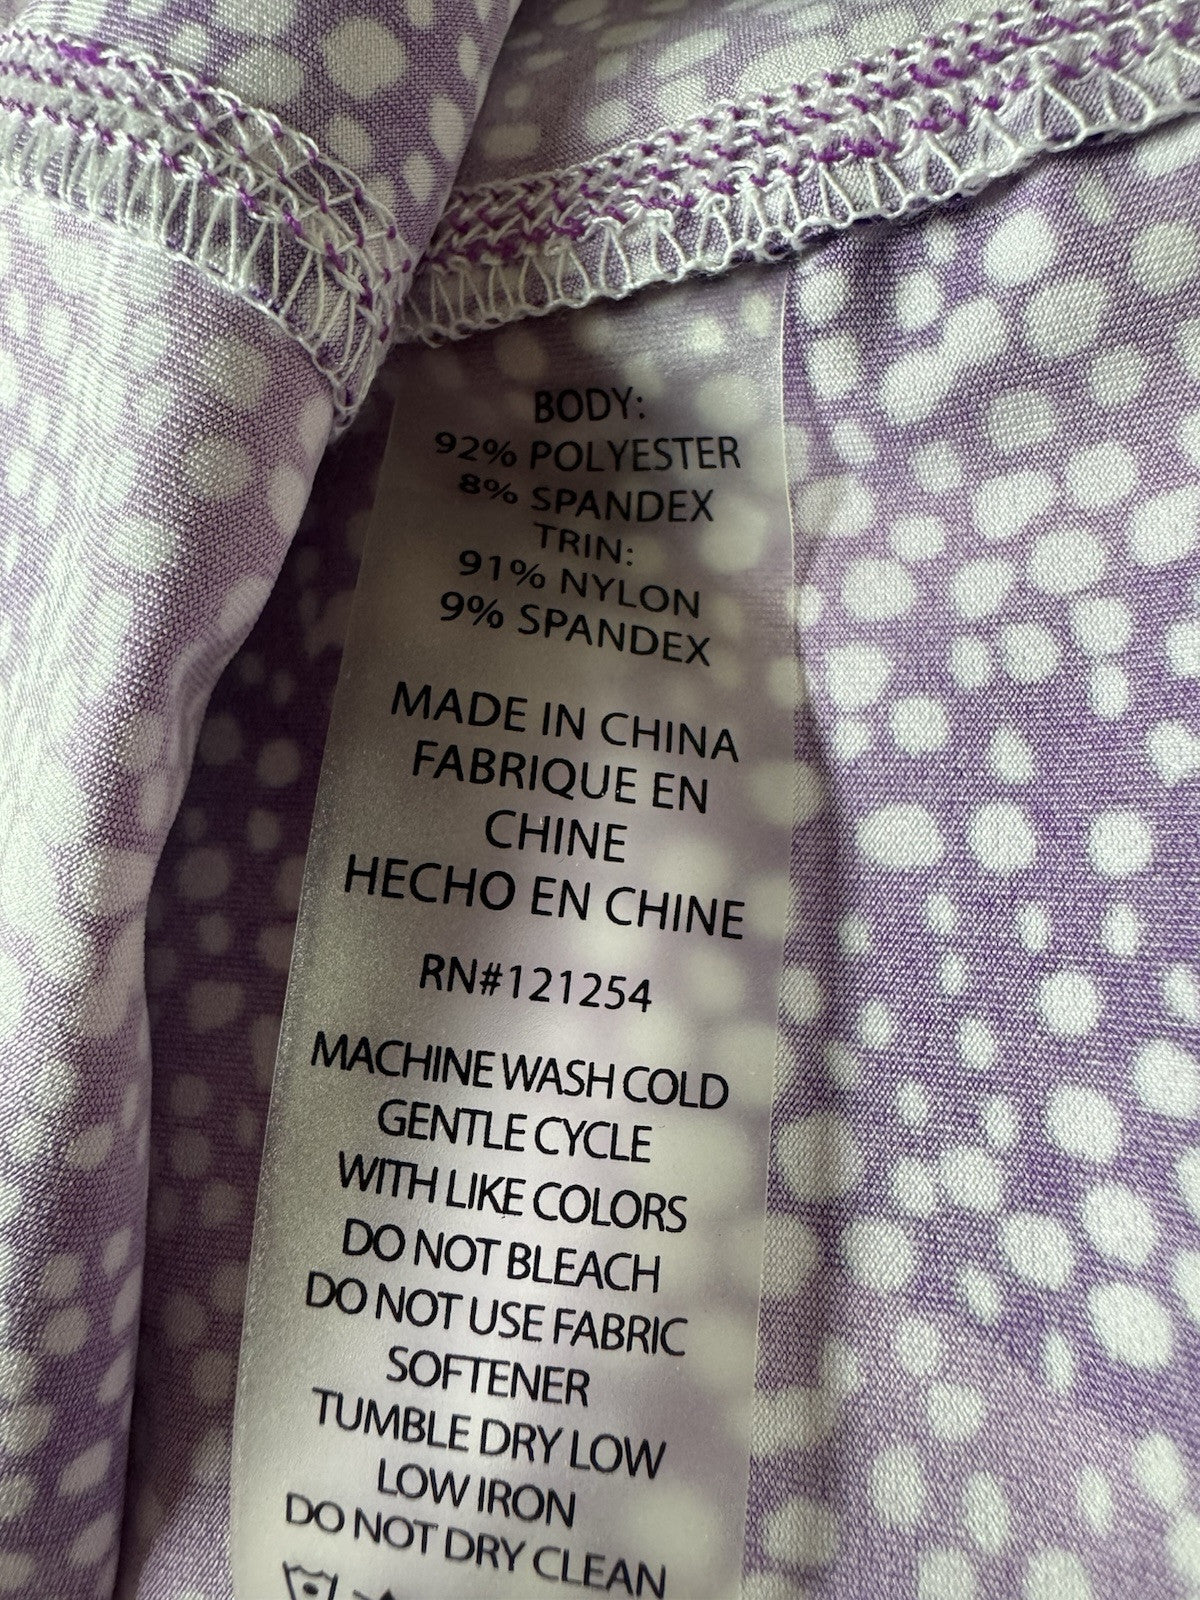 BODY:
92% POLYESTER
8% SPANDEX
TRIN:
91% NYLON
9% SPANDEX
MADE IN CHINA
FABRIQUE EN
CHINE
HECHO EN CHINE
RN#121254
MACHINE WASH COLD
GENTLE CYCLE
WITH LIKE COLORS
DO NOT BLEACH
DO NOT USE FABRIC
SOFTENER
TUMBLE DRY LOW
LOW IRON
DO NOT DRY CLEAN